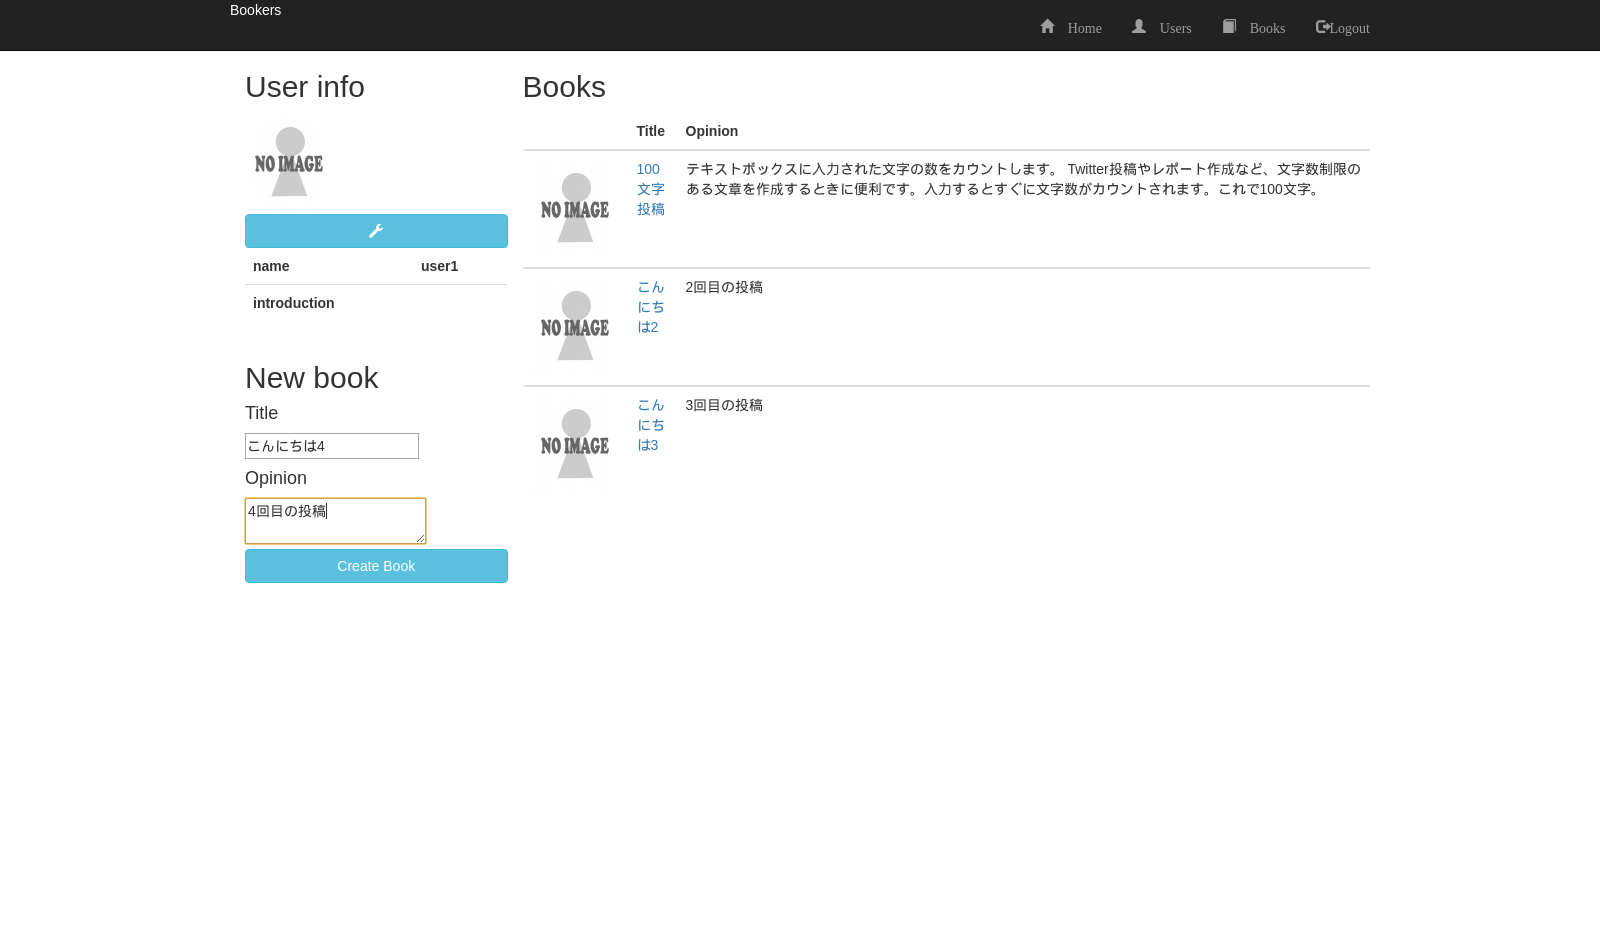 Bookers
Home Users Books Logout
User info
NO IMAGE
name user1
introduction
New book
Title
こんにちは4
Opinion
4回目の投稿
Create Book
Books
Title Opinion
NO IMAGE
100
文字
投稿
テキストボックスに入力された文字の数をカウントします。 Twitter投稿やレポート作成など、文字数制限の
ある文章を作成するときに便利です。入力するとすぐに文字数がカウントされます。これで100文字。
NO IMAGE
こん
にち
は2
2回目の投稿
NO IMAGE
こん
にち
は3
3回目の投稿